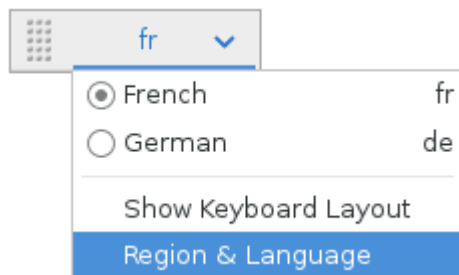 fr
French fr
German de
Show Keyboard Layout
Region & Language